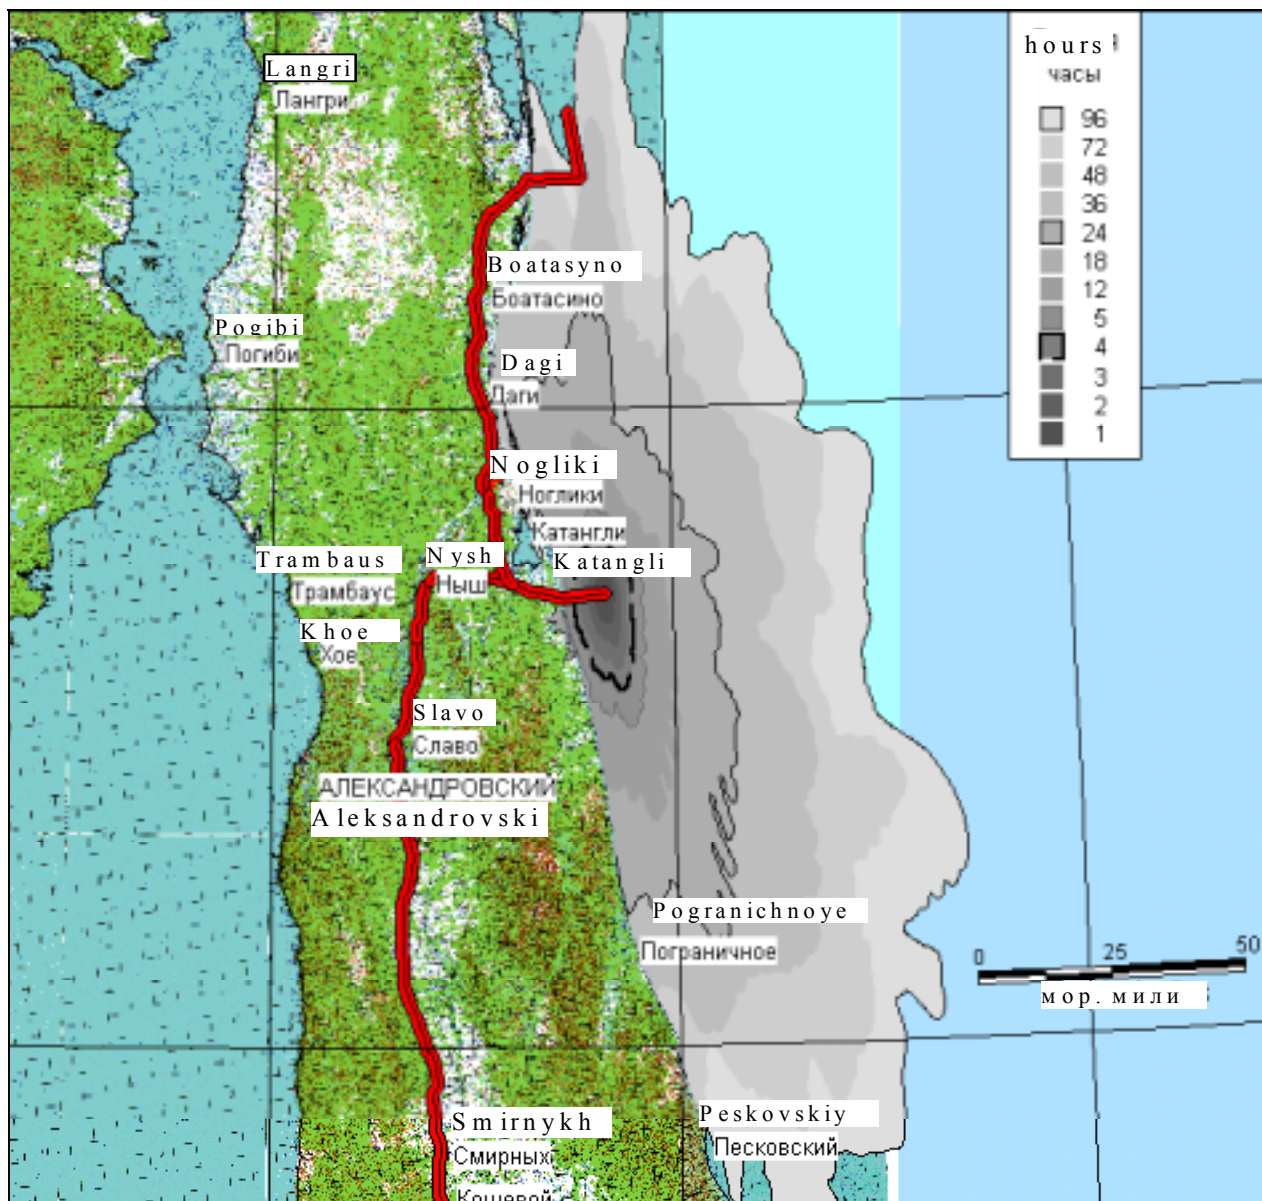 hours
часы
96
72
48
36
24
18
12
5
4
3
2
1
Langri
Лангри
Boatasyno
Боатасино
Pogibi
Погиби
Dagi
Даги
Nogliki
Ноглики
Катангли
Katangli
Trambaus
Трамбаус
Nysh
Ныш
Khoe
Хое
Slavo
Славо
АЛЕКСАНДРОВСКИЙ
Aleksandrovski
Pogranichnoye
Пограничное
0 25 50
мор. мили
Smirnykh
Смирных
Peskovskiy
Песковский
Кошевой